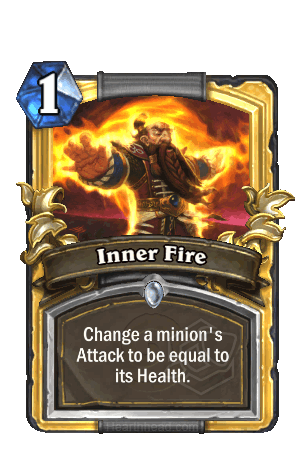 1
Inner Fire
Change a minion's
Attack to be equal to
its Health.